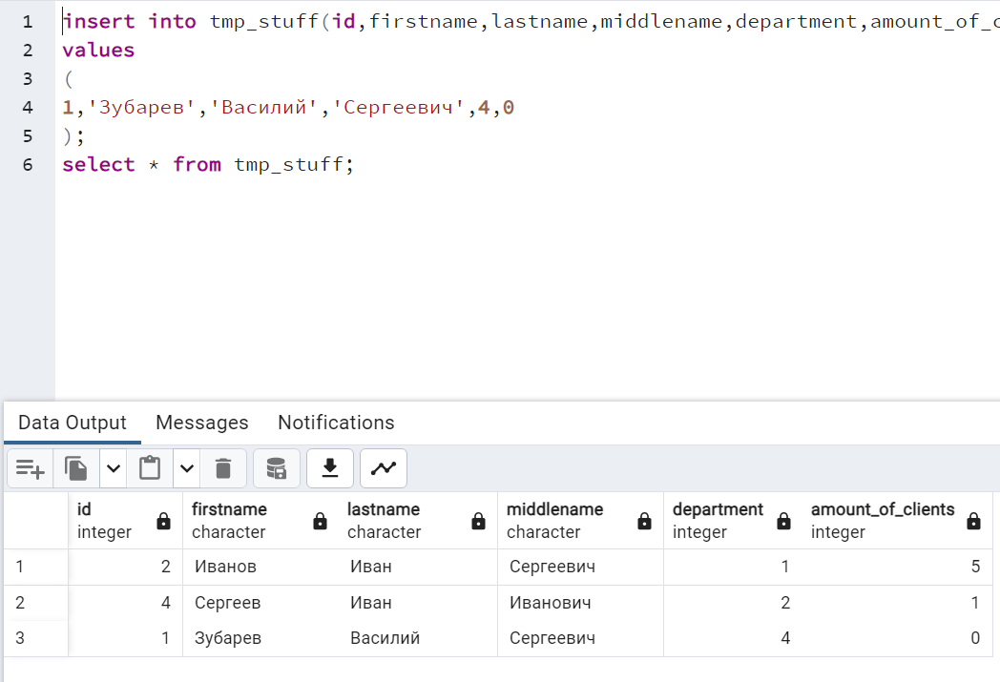 1 insert into tmp_stuff(id,firstname,lastname,middlename,department,amount_of_c
2 values
3 (
4 1,'Зубарев','Василий','Сергеевич',4,0
5 );
6 select * from tmp_stuff;
Data Output Messages Notifications
id firstname lastname middlename department amount_of_clients
integer character character character integer integer
1 2 Иванов Иван Сергеевич 1 5
2 4 Сергеев Иван Иванович 2 1
3 1 Зубарев Василий Сергеевич 4 0